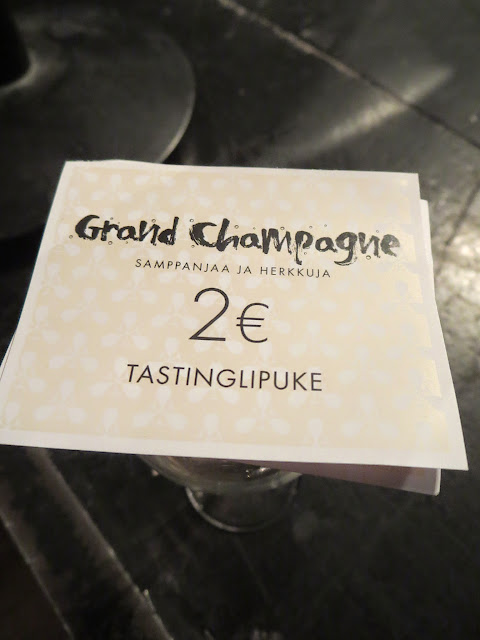 Grand Champagne
SAMPPANJAA JA HERKKUJA
2€
TASTINGLIPUKE